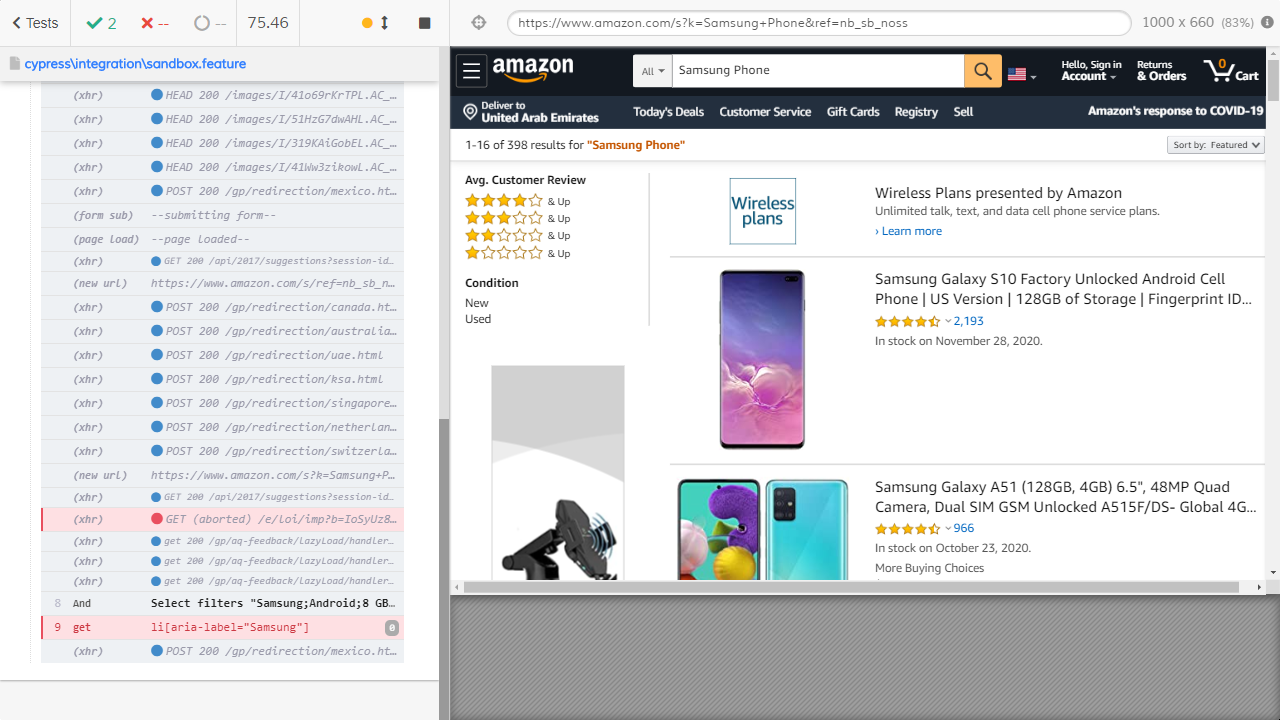 Tests 2 -- -- 75.46
https://www.amazon.com/s?k=Samsung+Phone&ref=nb_sb_noss 1000 x 660 (83%)
cypress\integration\sandbox.feature
(xhr) HEAD 200 /images/I/41o69rKrTPL.AC_…
(xhr) HEAD 200 /images/I/51HzG7dwAHL.AC_…
(xhr) HEAD 200 /images/I/319KAiGobEL.AC_…
(xhr) HEAD 200 /images/I/41Ww3zikowL.AC_…
(xhr) POST 200 /gp/redirection/mexico.ht…
(form sub) --submitting form--
(page load) --page loaded--
(xhr) GET 200 /api/2017/suggestions?session-id…
(new url) https://www.amazon.com/s/ref=nb_sb_n…
(xhr) POST 200 /gp/redirection/canada.ht…
(xhr) POST 200 /gp/redirection/australia…
(xhr) POST 200 /gp/redirection/uae.html
(xhr) POST 200 /gp/redirection/ksa.html
(xhr) POST 200 /gp/redirection/singapore…
(xhr) POST 200 /gp/redirection/netherlan…
(xhr) POST 200 /gp/redirection/switzerla…
(new url) https://www.amazon.com/s?k=Samsung+P…
(xhr) GET 200 /api/2017/suggestions?session-id…
(xhr) GET (aborted) /e/loi/imp?b=IoSyUzB…
(xhr) get 200 /gp/aq-feedback/lazyLoad/handler…
(xhr) get 200 /gp/aq-feedback/lazyLoad/handler…
(xhr) get 200 /gp/aq-feedback/lazyLoad/handler…
8 And Select filters "Samsung;Android;8 GB…
9 get li[aria-label="Samsung"] 0
(xhr) POST 200 /gp/redirection/mexico.ht…
amazon
All
Samsung Phone
Hello, Sign in
Account
Returns
& Orders
0
Cart
Deliver to
United Arab Emirates
Today's Deals Customer Service Gift Cards Registry Sell
Amazon's response to COVID-19
1-16 of 398 results for "Samsung Phone"
Sort by: Featured
Avg. Customer Review
& Up
& Up
& Up
& Up
Condition
New
Used
Wireless
plans
Wireless Plans presented by Amazon
Unlimited talk, text, and data cell phone service plans.
› Learn more
Samsung Galaxy S10 Factory Unlocked Android Cell
Phone | US Version | 128GB of Storage | Fingerprint ID…
2,193
In stock on November 28, 2020.
Samsung Galaxy A51 (128GB, 4GB) 6.5", 48MP Quad
Camera, Dual SIM GSM Unlocked A515F/DS- Global 4G…
966
In stock on October 23, 2020.
More Buying Choices